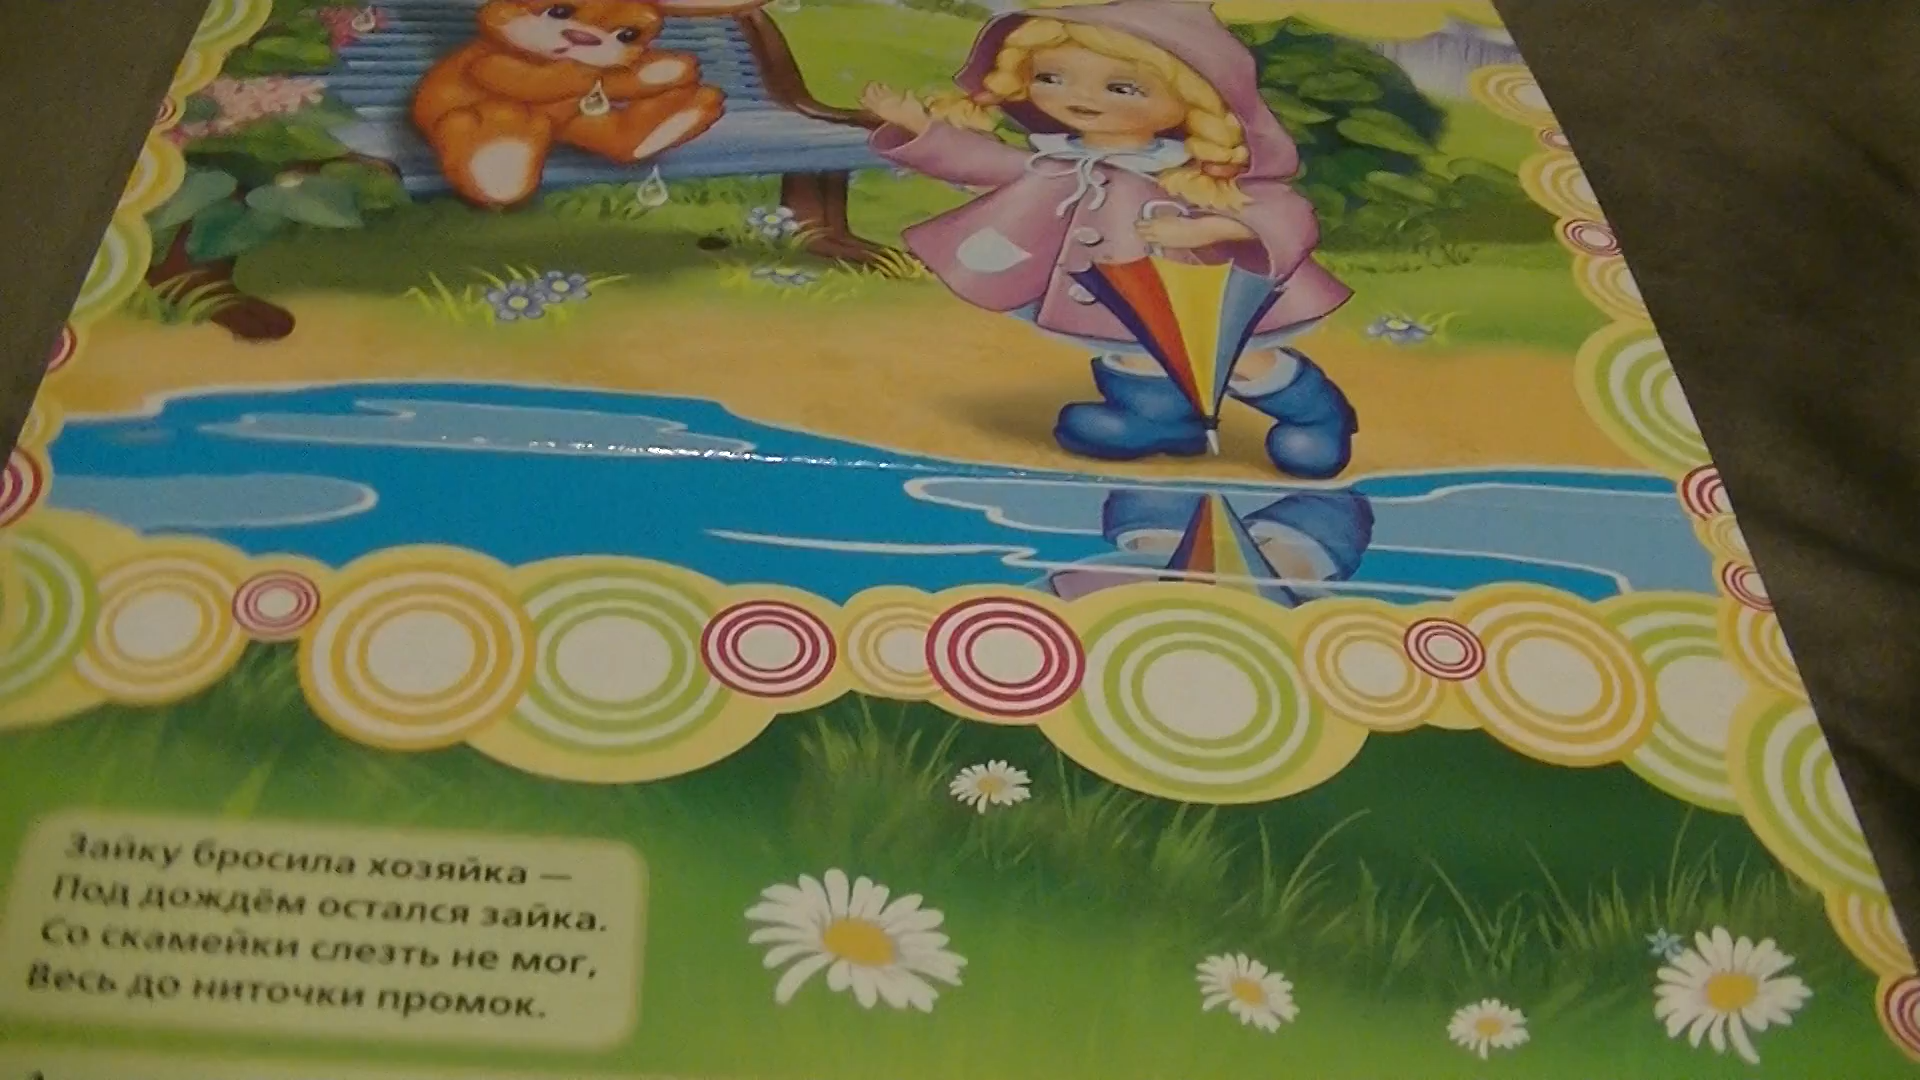 Зайку бросила хозяйка —
Под дождём остался зайка.
Со скамейки слезть не мог,
Весь до ниточки промок.